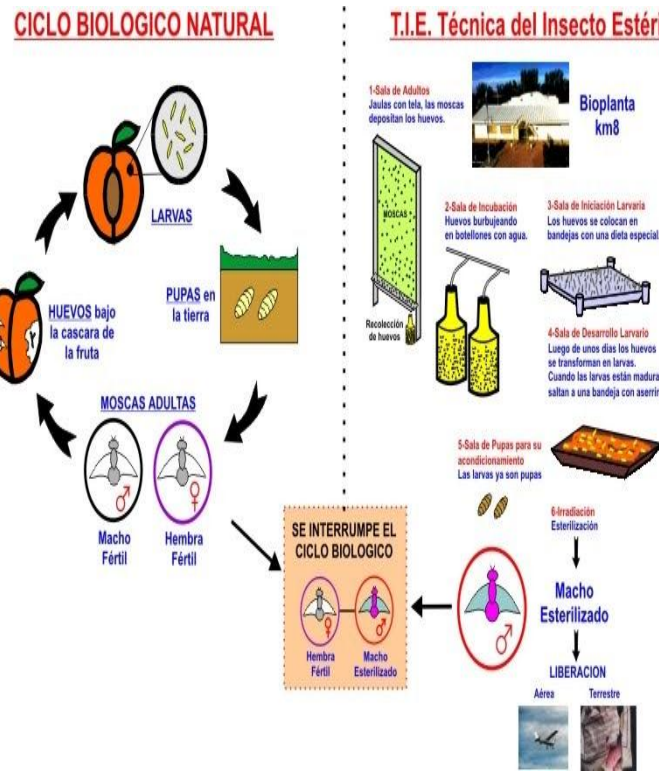 CICLO BIOLOGICO NATURAL
LARVAS
PUPAS en
la tierra
HUEVOS bajo
la cascara de
la fruta
MOSCAS ADULTAS
Macho
Fértil
Hembra
Fértil
SE INTERRUMPE EL
CICLO BIOLOGICO
Hembra
Fértil
Macho
Esterilizado
T.I.E. Técnica del Insecto Estéril
1-Sala de Adultos
Jaulas con tela, las moscas
depositan los huevos.
Bioplanta
km8
MOSCAS
Recolección
de huevos
2-Sala de Incubación
Huevos burbujeando
en botellones con agua.
3-Sala de Iniciación Larvaria
Los huevos se colocan en
bandejas con una dieta especial
4-Sala de Desarrollo Larvario
Luego de unos días los huevos
se transforman en larvas.
Cuando las larvas están madura
saltan a una bandeja con aserrir
5-Sala de Pupas para su
acondicionamiento
Las larvas ya son pupas
6-Irradiación
Esterilización
Macho
Esterilizado
LIBERACION
Aérea
Terrestre